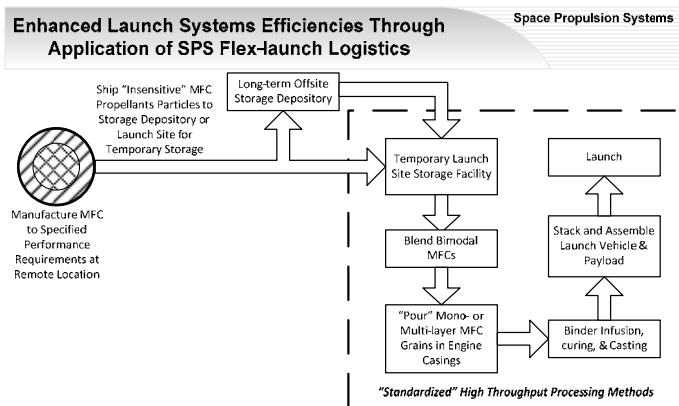 Enhanced Launch Systems Efficiencies Through
Application of SPS Flex-launch Logistics
Space Propulsion Systems
Ship “Insensitive” MFC
Propellants Particles to
Storage Depository or
Launch Site for
Temporary Storage
Long-term Offsite
Storage Depository
Manufacture MFC
to Specified
Performance
Requirements at
Remote Location
Temporary Launch
Site Storage Facility
Blend Bimodal
MFCs
“Pour” Mono- or
Multi-layer MFC
Grains in Engine
Casings
Binder Infusion,
curing, & Casting
Stack and Assemble
Launch Vehicle &
Payload
Launch
“Standardized” High Throughput Processing Methods